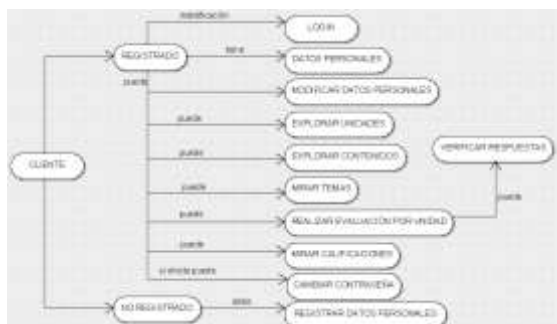 identificación
LOGIN
REGISTRADO
tiene
DATOS PERSONALES
puede
MODIFICAR DATOS PERSONALES
puede
EXPLORAR UNIDADES
VERIFICAR RESPUESTAS
puede
EXPLORAR CONTENIDOS
CLIENTE
puede
MIRAR TEMAS
puede
puede
REALIZAR EVALUACIÓN POR UNIDAD
puede
MIRAR CALIFICACIONES
puede
CAMBIAR CONTRASEÑA
NO REGISTRADO
debe
REGISTRAR DATOS PERSONALES